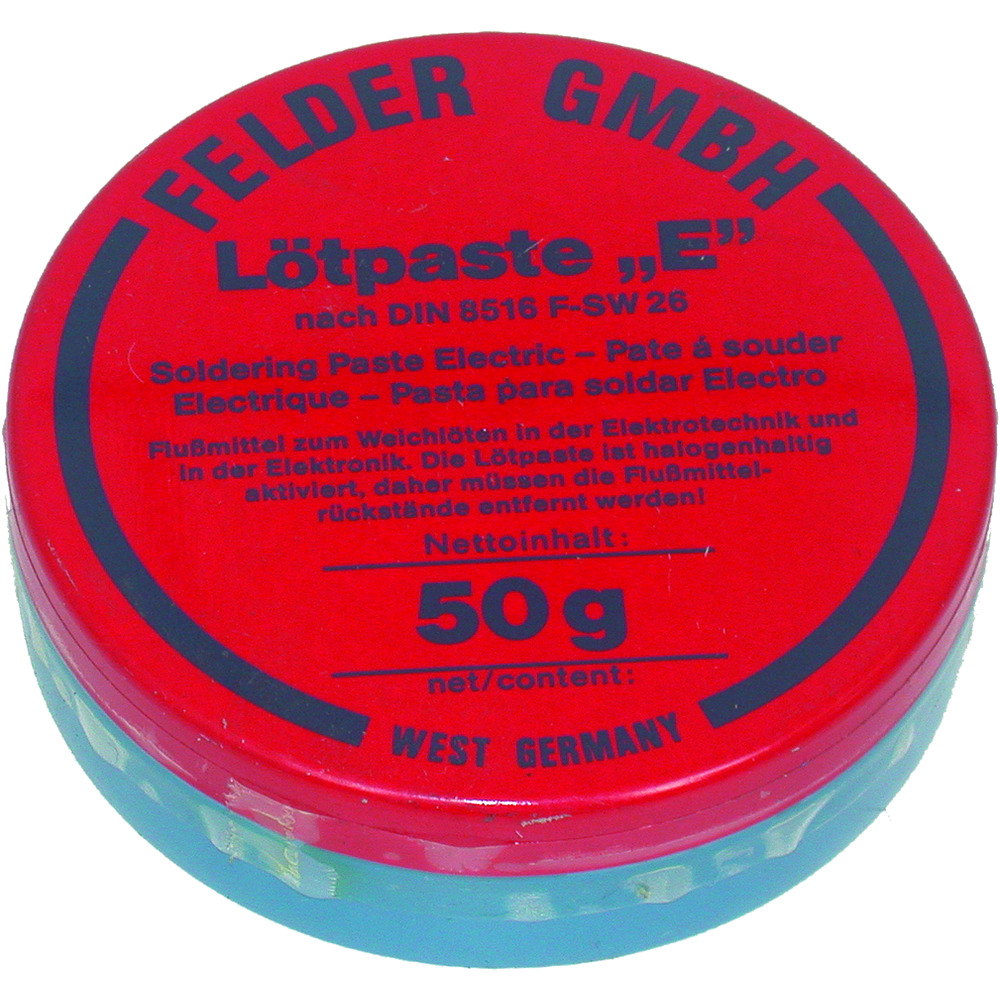 FELDER GMBH
Lötpaste „E”
nach DIN 8516 F-SW 26
Soldering Paste Electric – Pate á souder
Electrique – Pasta para soldar Electro
Flußmittel zum Weichlöten in der Elektrotechnik und
in der Elektronik. Die Lötpaste ist halogenhaltig
aktiviert, daher müssen die Flußmittel-
rückstände entfernt werden!
Nettoinhalt:
50 g
net/content:
WEST GERMANY